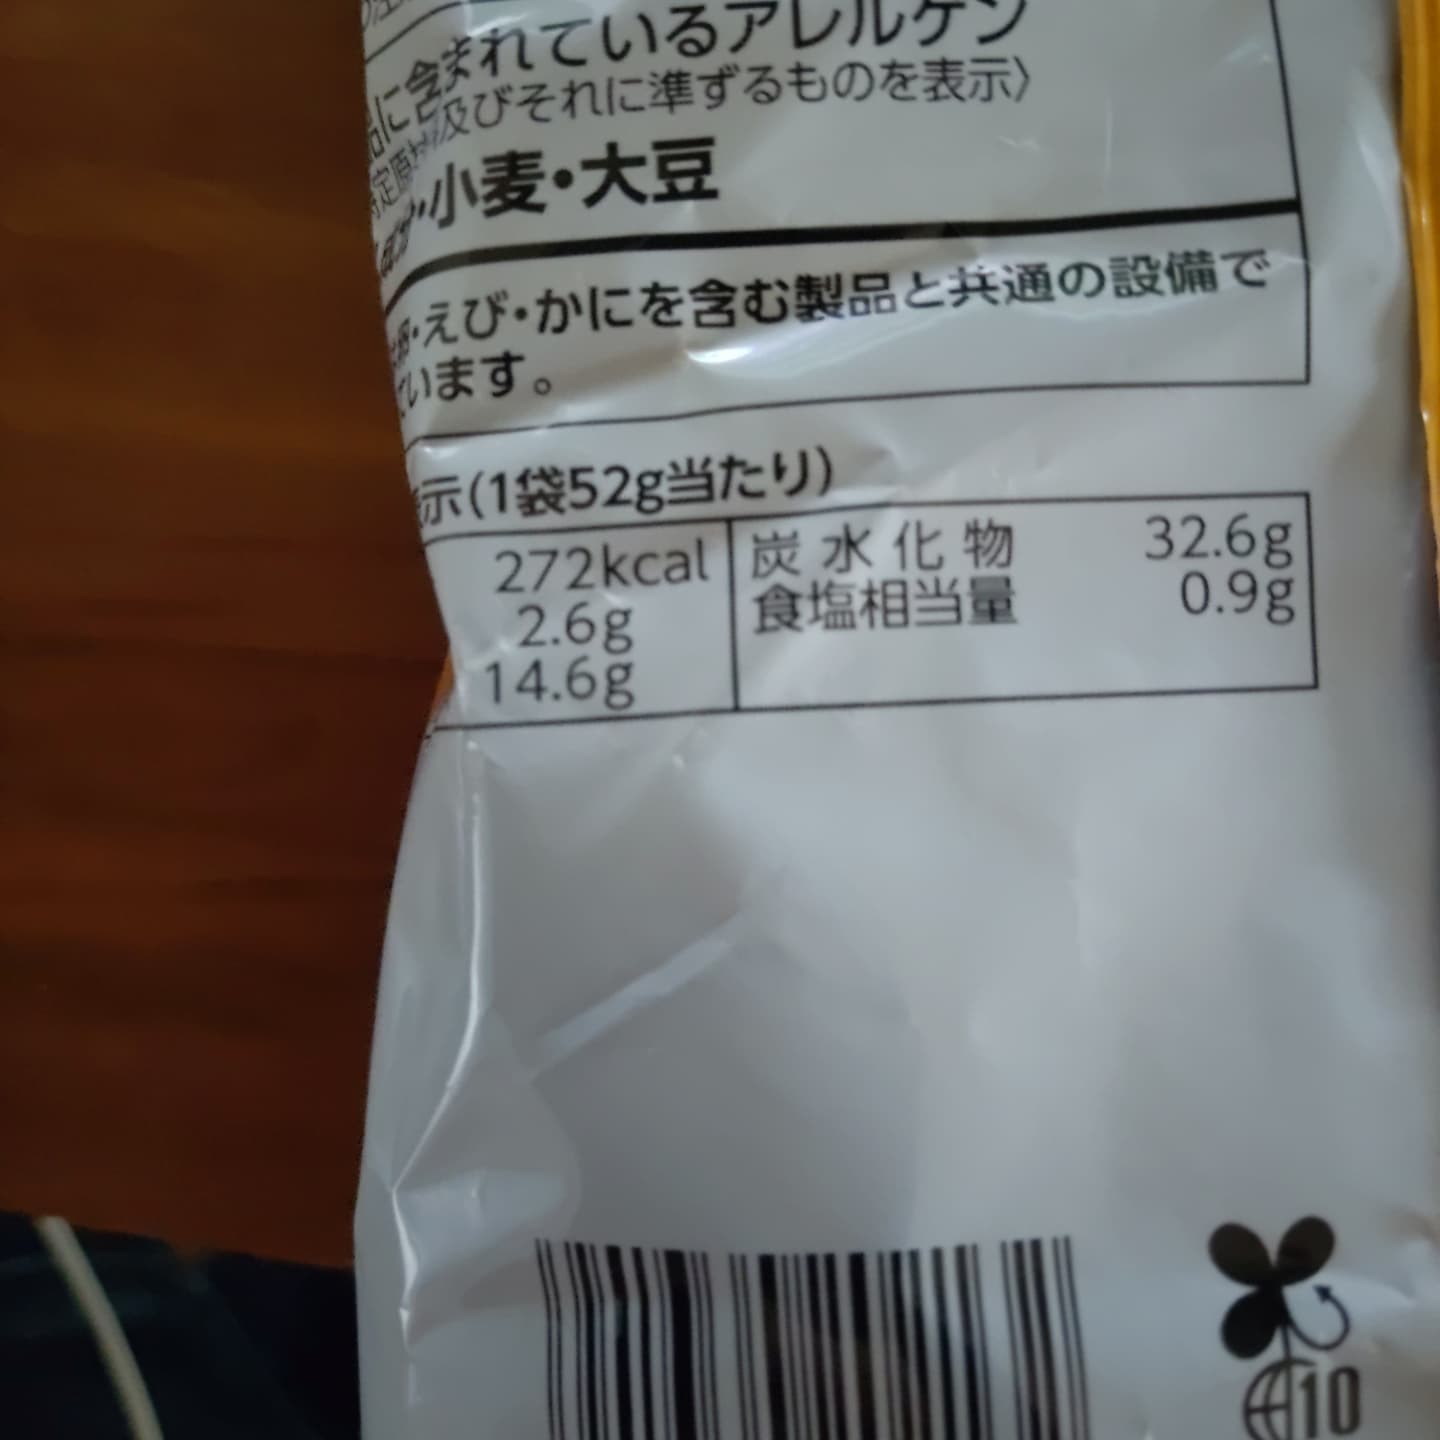 に含まれているアレルゲン
及びそれに準ずるものを表示〉
・小麦・大豆
・えび・かにを含む製品と共通の設備で
います。
示(1袋52g当たり)
272kcal 炭水化物 32.6g
2.6g 食塩相当量 0.9g
14.6g
10